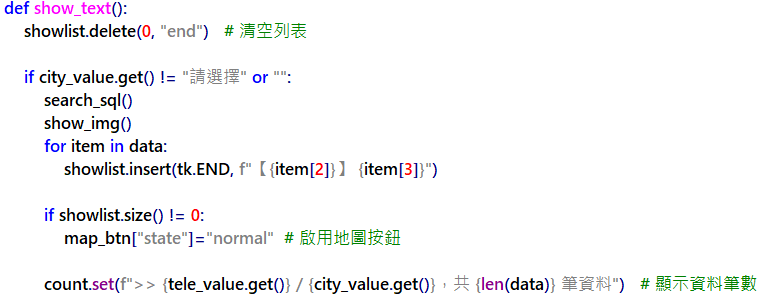 def show_text():
    showlist.delete(0, "end")   # 清空列表

    if city_value.get() != "請選擇" or "":
        search_sql()
        show_img()
        for item in data:
            showlist.insert(tk.END, f"【{item[2]}】 {item[3]}")

        if showlist.size() != 0:
            map_btn["state"]="normal"  # 啟用地圖按鈕

        count.set(f">> {tele_value.get()} / {city_value.get()}，共 {len(data)} 筆資料")   # 顯示資料筆數